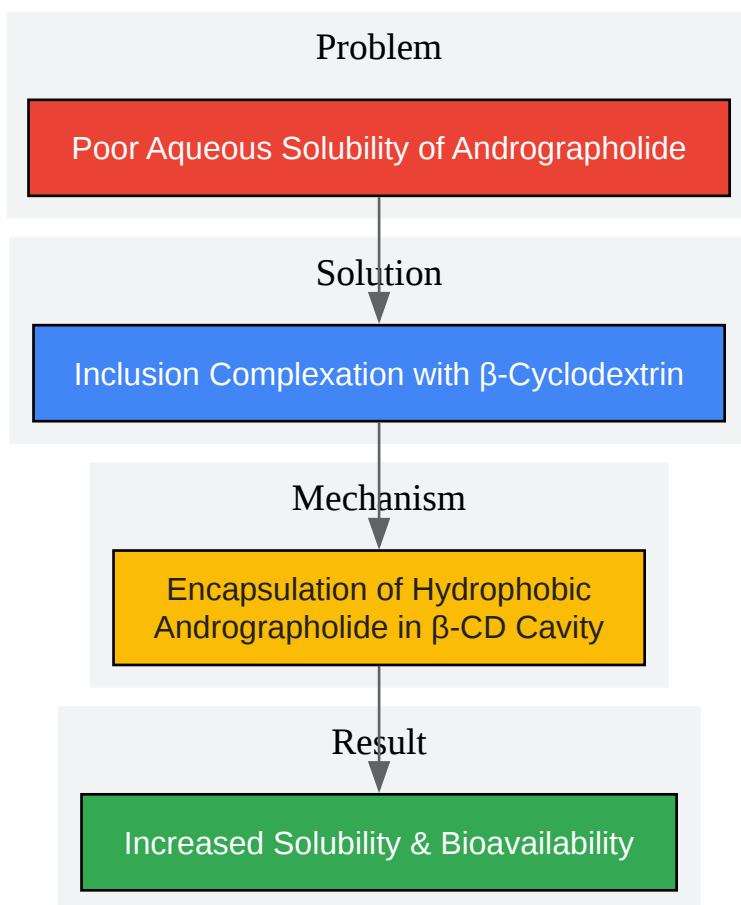 Problem
Poor Aqueous Solubility of Andrographolide
Solution
Inclusion Complexation with β-Cyclodextrin
Mechanism
Encapsulation of Hydrophobic
Andrographolide in β-CD Cavity
Result
Increased Solubility & Bioavailability